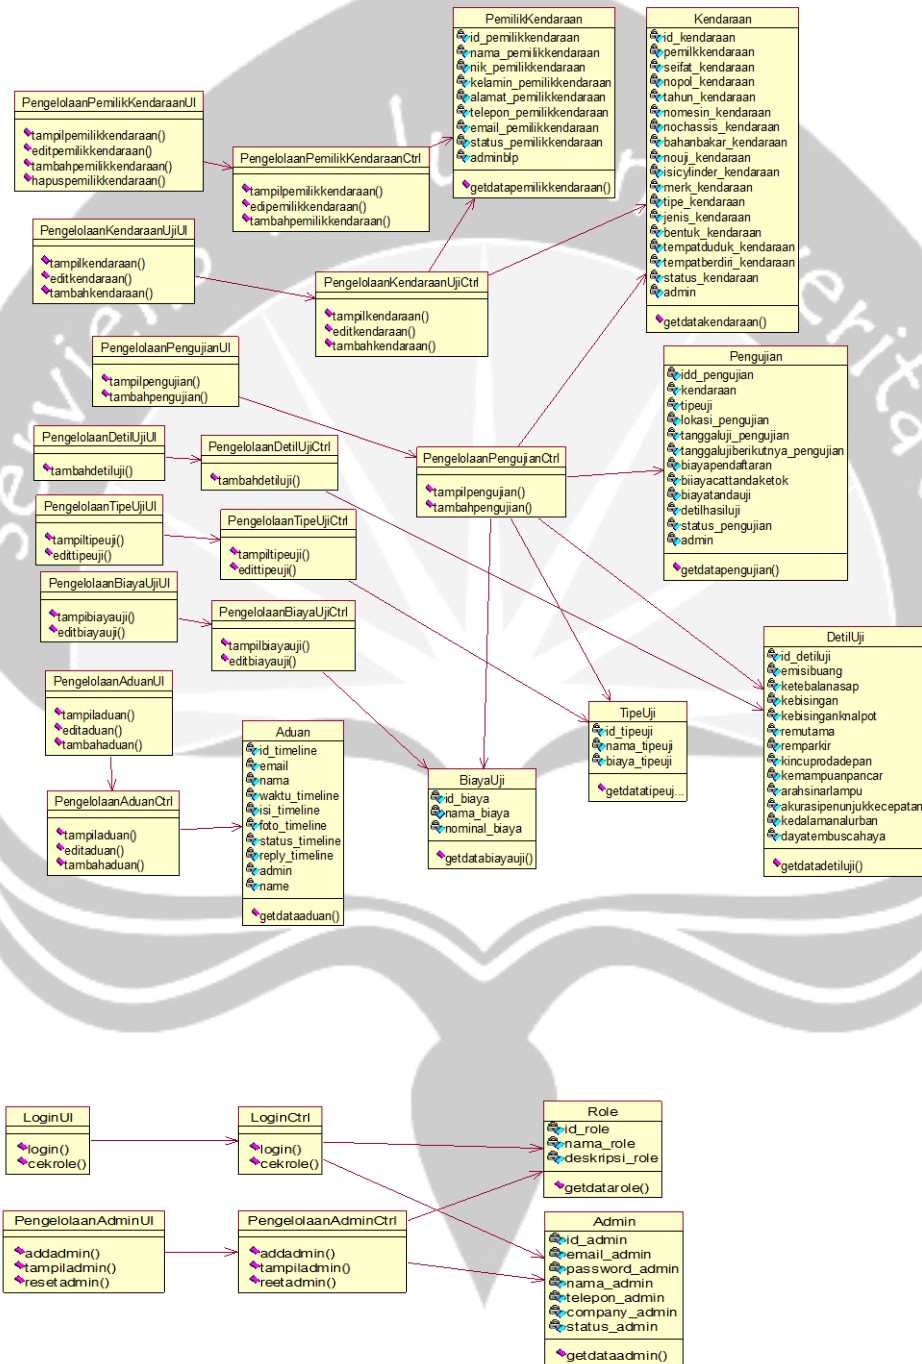 PemilikKendaraan
id_pemilikkendaraan
nama_pemilikkendaraan
nik_pemilikkendaraan
kelamin_pemilikkendaraan
alamat_pemilikkendaraan
telepon_pemilikkendaraan
email_pemilikkendaraan
status_pemilikkendaraan
adminblp
getdatapemilikkendaraan()
Kendaraan
id_kendaraan
pemilkkendaraan
seifat_kendaraan
nopol_kendaraan
tahun_kendaraan
nomesin_kendaraan
nochassis_kendaraan
bahanbakar_kendaraan
nouji_kendaraan
isicylinder_kendaraan
merk_kendaraan
tipe_kendaraan
jenis_kendaraan
bentuk_kendaraan
tempatduduk_kendaraan
tempatberdiri_kendaraan
status_kendaraan
admin
getdatakendaraan()
PengelolaanPemilikKendaraanUI
tampilpemilikkendaraan()
editpemilikkendaraan()
tambahpemilikkendaraan()
hapuspemilikkendaraan()
PengelolaanPemilikKendaraanCtrl
tampilpemilikkendaraan()
edipemilikkendaraan()
tambahpemilikkendaraan()
PengelolaanKendaraanUjiUI
tampilkendaraan()
editkendaraan()
tambahkendaraan()
PengelolaanKendaraanUjiCtrl
tampilkendaraan()
editkendaraan()
tambahkendaraan()
PengelolaanPengujianUI
tampilpengujian()
tambahpengujian()
Pengujian
idd_pengujian
kendaraan
tipeuji
lokasi_pengujian
tanggaluji_pengujian
tanggalujiberikutnya_pengujian
biayapendaftaran
biiayacattandaketok
biayatandauji
detilhasiluji
status_pengujian
admin
getdatapengujian()
PengelolaanDetilUjiUI
tambahdetiluji()
PengelolaanDetilUjiCtrl
tambahdetiluji()
PengelolaanPengujianCtrl
tampilpengujian()
tambahpengujian()
PengelolaanTipeUjiUI
tampiltipeuji()
edittipeuji()
PengelolaanTipeUjiCtrl
tampiltipeuji()
edittipeuji()
PengelolaanBiayaUjiUI
tampibiayauji()
editbiayauji()
PengelolaanBiayaUjiCtrl
tampilbiayauji()
editbiayauji()
DetilUji
id_detiluji
emisibuang
ketebalanasap
kebisingan
kebisinganknalpot
remutama
remparkir
kincuprodadepan
kemampuanpancar
arahsinarlampu
akurasipenunjukkecepatan
kedalamanalurban
dayatembuscahaya
getdatadetiluji()
PengelolaanAduanUI
tampiladuan()
editaduan()
tambahaduan()
PengelolaanAduanCtrl
tampiladuan()
editaduan()
tambahaduan()
Aduan
id_timeline
email
nama
waktu_timeline
isi_timeline
foto_timeline
status_timeline
reply_timeline
admin
name
getdataaduan()
BiayaUji
id_biaya
nama_biaya
nominal_biaya
getdatabiayauji()
TipeUji
id_tipeuji
nama_tipeuji
biaya_tipeuji
getdatatipeuj...
LoginUI
login()
cekrole()
LoginCtrl
login()
cekrole()
Role
id_role
nama_role
deskripsi_role
getdatarole()
PengelolaanAdminUI
addadmin()
tampiladmin()
resetadmin()
PengelolaanAdminCtrl
addadmin()
tampiladmin()
reetadmin()
Admin
id_admin
email_admin
password_admin
nama_admin
telepon_admin
company_admin
status_admin
getdataadmin()